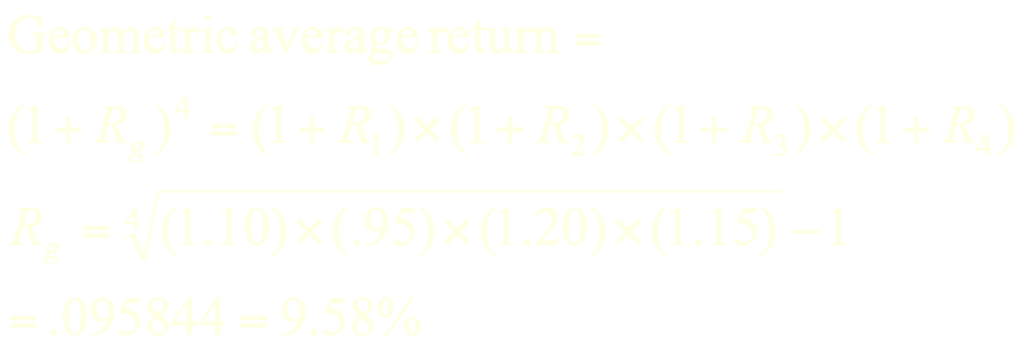 Geometric average return =
(1 + R_g)^4 = (1 + R_1) × (1 + R_2) × (1 + R_3) × (1 + R_4)
R_g = ∜(1.10) × (.95) × (1.20) × (1.15) − 1
= .095844 = 9.58%